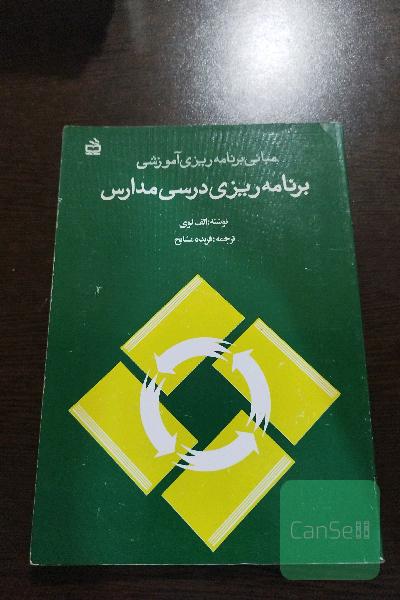 مبانی برنامه ریزی آموزشی
برنامه ریزی درسی مدارس
نوشته: الف لوی
ترجمه: فریده مشایخ
CanSell